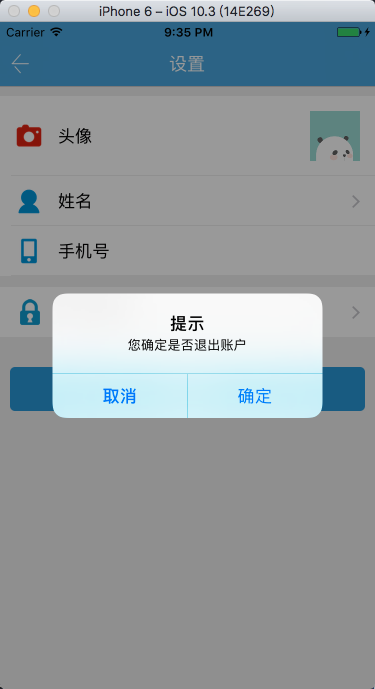 iPhone 6 – iOS 10.3 (14E269)
Carrier 9:35 PM
设置
头像
姓名
手机号
提示
您确定是否退出账户
取消 确定